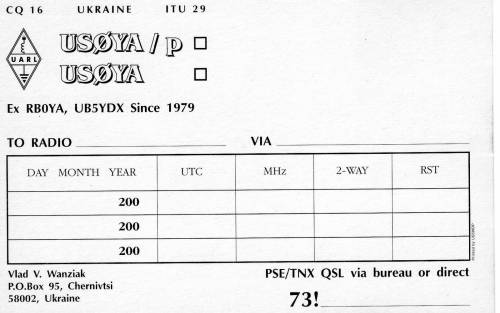 CQ 16 UKRAINE ITU 29
USØYA / p
UARL
USØYA
Ex RB0YA, UB5YDX Since 1979
TO RADIO VIA
DAY MONTH YEAR UTC MHz 2-WAY RST
200
200
200
Vlad V. Wanziak
P.O.Box 95, Chernivtsi
58002, Ukraine
PSE/TNX QSL via bureau or direct
73!